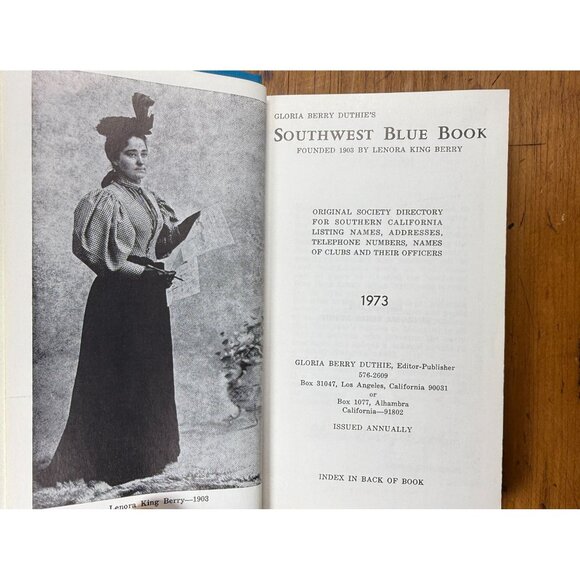 Lenora King Berry—1903
GLORIA BERRY DUTHIE'S
SOUTHWEST BLUE BOOK
FOUNDED 1903 BY LENORA KING BERRY
ORIGINAL SOCIETY DIRECTORY
FOR SOUTHERN CALIFORNIA
LISTING NAMES, ADDRESSES,
TELEPHONE NUMBERS, NAMES
OF CLUBS AND THEIR OFFICERS
1973
GLORIA BERRY DUTHIE, Editor-Publisher
576-2609
Box 31047, Los Angeles, California 90031
or
Box 1077, Alhambra
California—91802
ISSUED ANNUALLY
INDEX IN BACK OF BOOK